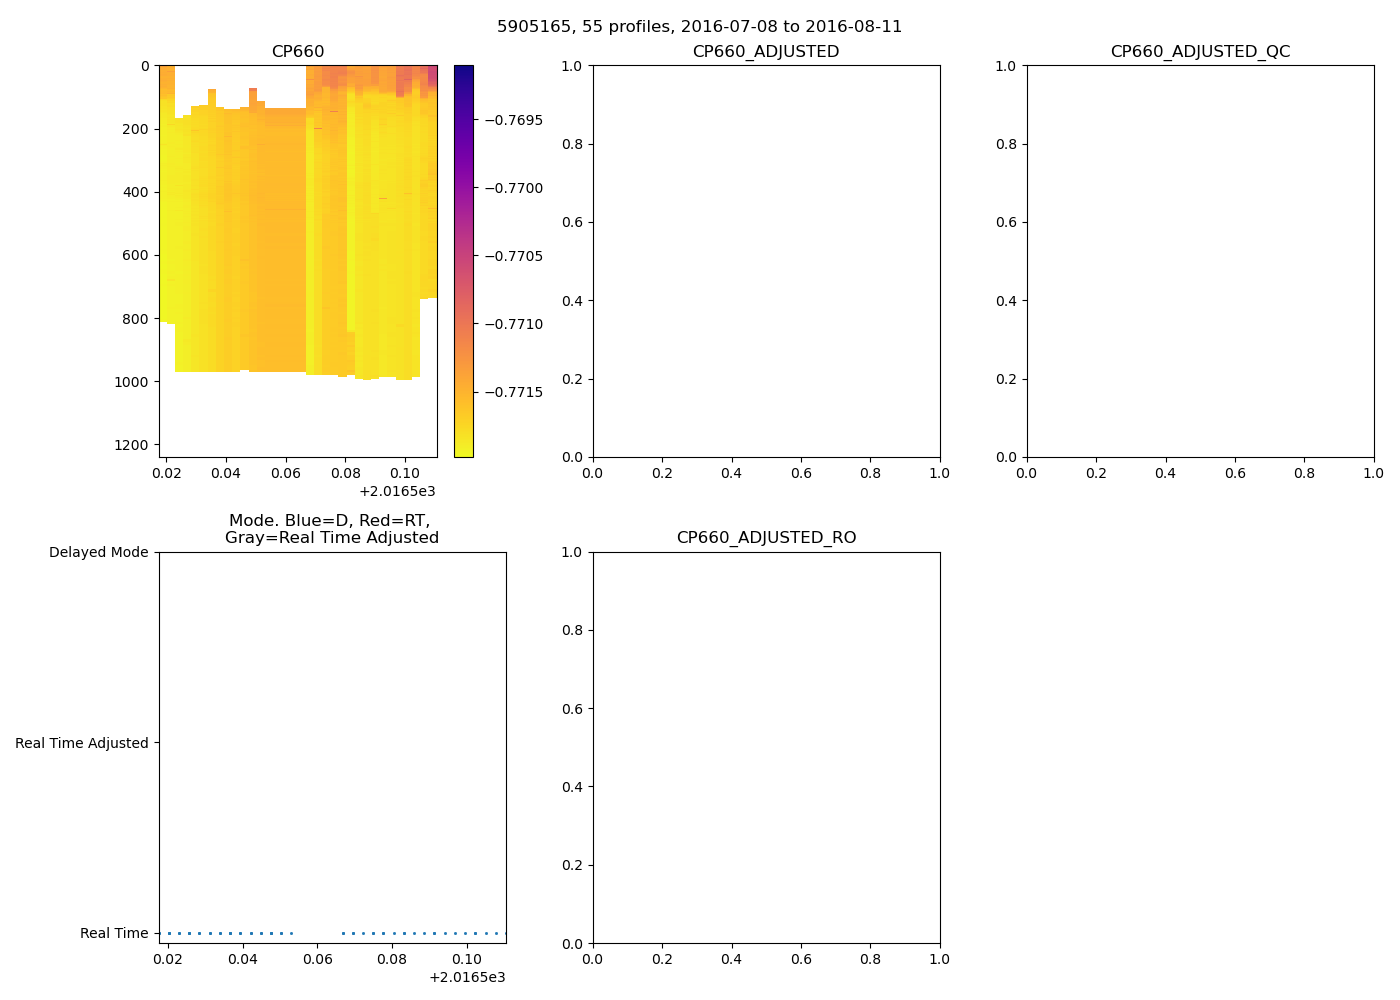 5905165, 55 profiles, 2016-07-08 to 2016-08-11
CP660
0
200
400
600
800
1000
1200
0.02 0.04 0.06 0.08 0.10
+2.0165e3
−0.7695
−0.7700
−0.7705
−0.7710
−0.7715
CP660_ADJUSTED
1.0
0.8
0.6
0.4
0.2
0.0
0.0 0.2 0.4 0.6 0.8 1.0
CP660_ADJUSTED_QC
1.0
0.8
0.6
0.4
0.2
0.0
0.0 0.2 0.4 0.6 0.8 1.0
Mode. Blue=D, Red=RT,
Gray=Real Time Adjusted
Delayed Mode
Real Time Adjusted
Real Time
0.02 0.04 0.06 0.08 0.10
+2.0165e3
CP660_ADJUSTED_RO
1.0
0.8
0.6
0.4
0.2
0.0
0.0 0.2 0.4 0.6 0.8 1.0